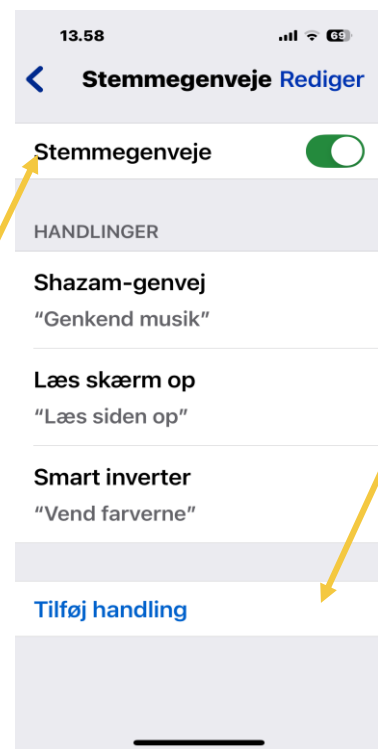 13.58 69
Stemmegenveje Rediger
Stemmegenveje
HANDLINGER
Shazam-genvej
"Genkend musik"
Læs skærm op
"Læs siden op"
Smart inverter
"Vend farverne"
Tilføj handling